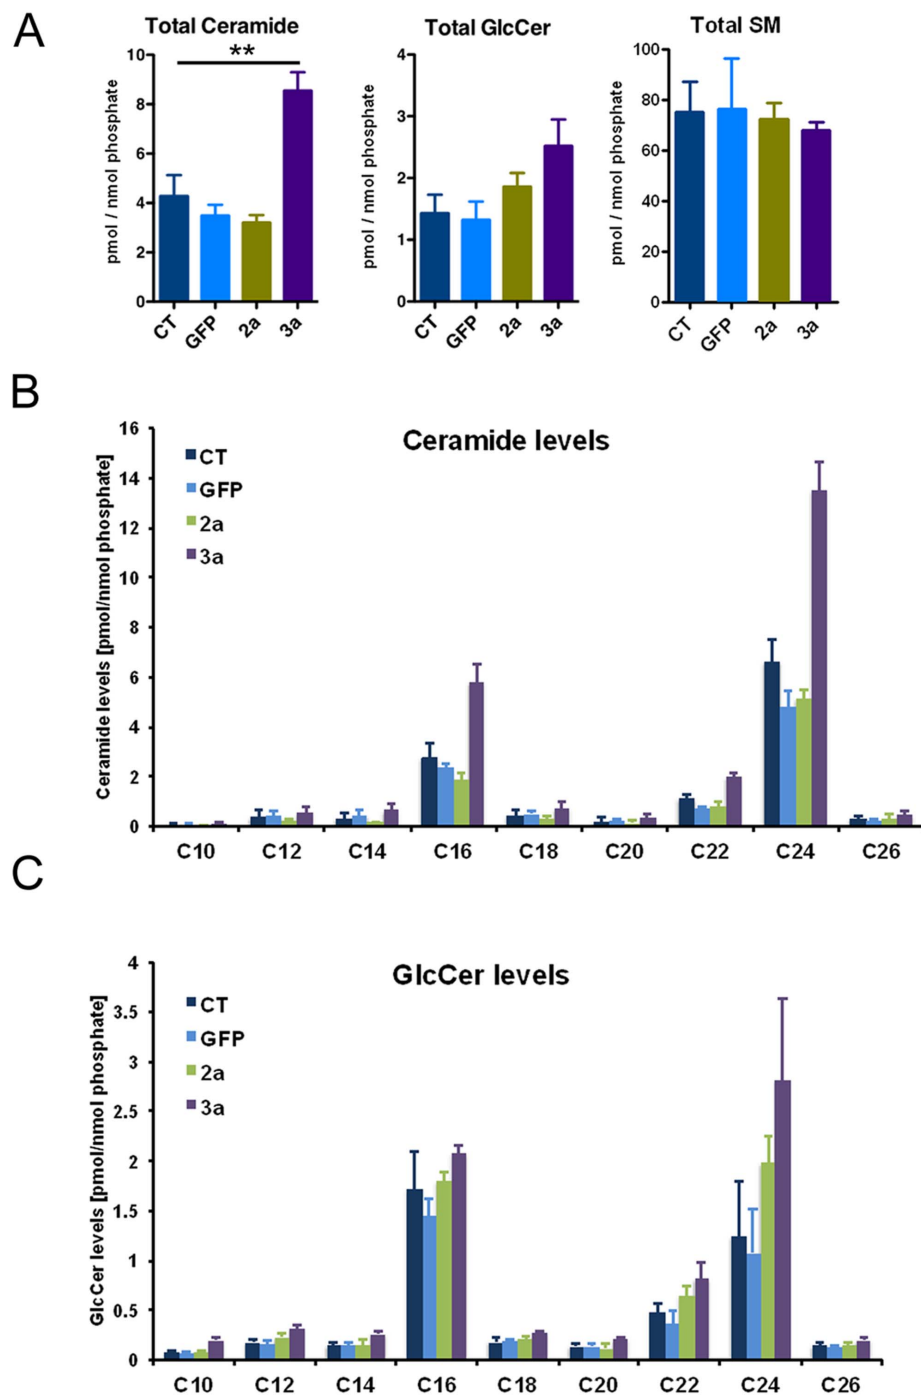 A
Total Ceramide
Total GlcCer
Total SM
**
pmol / nmol phosphate
10
8
6
4
2
0
CT
GFP
2a
3a
pmol / nmol phosphate
4
3
2
1
0
CT
GFP
2a
3a
pmol / nmol phosphate
100
80
60
40
20
0
CT
GFP
2a
3a
B
Ceramide levels
Ceramide levels [pmol/nmol phosphate]
16
14
12
10
8
6
4
2
0
CT
GFP
2a
3a
C10 C12 C14 C16 C18 C20 C22 C24 C26
C
GlcCer levels
GlcCer levels [pmol/nmol phosphate]
4
3.5
3
2.5
2
1.5
1
0.5
0
CT
GFP
2a
3a
C10 C12 C14 C16 C18 C20 C22 C24 C26